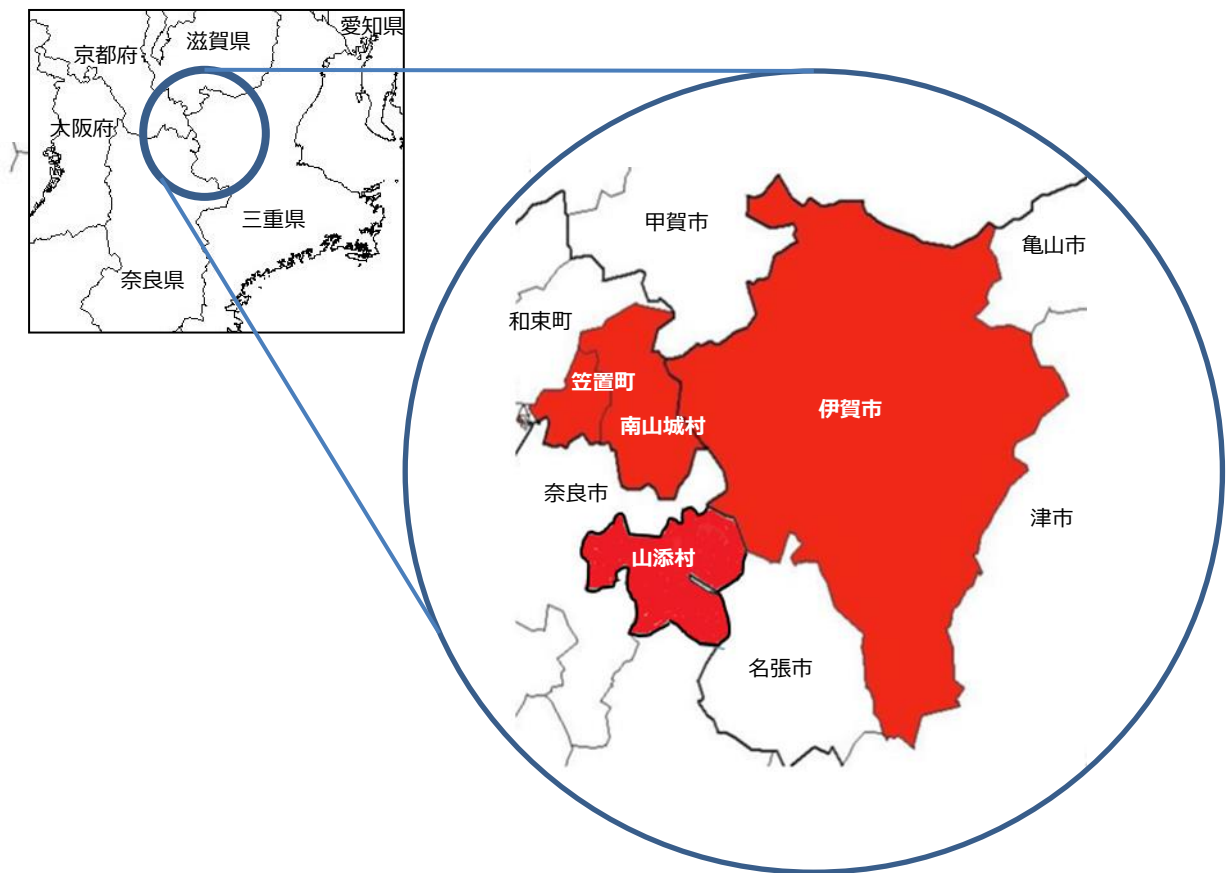 愛知県
滋賀県
京都府
大阪府
三重県
奈良県
甲賀市
亀山市
和束町
笠置町
伊賀市
南山城村
奈良市
津市
山添村
名張市